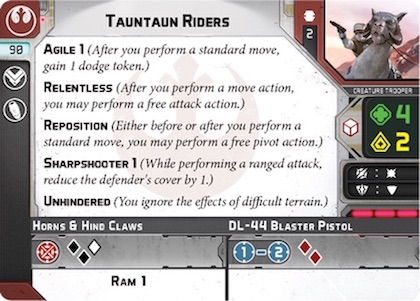 TAUNTAUN RIDERS
2
90
AGILE 1 (After you perform a standard move,
gain 1 dodge token.)
RELENTLESS (After you perform a move action,
you may perform a free attack action.)
REPOSITION (Either before or after you perform a
standard move, you may perform a free pivot action.)
SHARPSHOOTER 1 (While performing a ranged attack,
reduce the defender's cover by 1.)
UNHINDERED (You ignore the effects of difficult terrain.)
CREATURE TROOPER
4
2
HORNS & HIND CLAWS
RAM 1
DL-44 BLASTER PISTOL
1-2